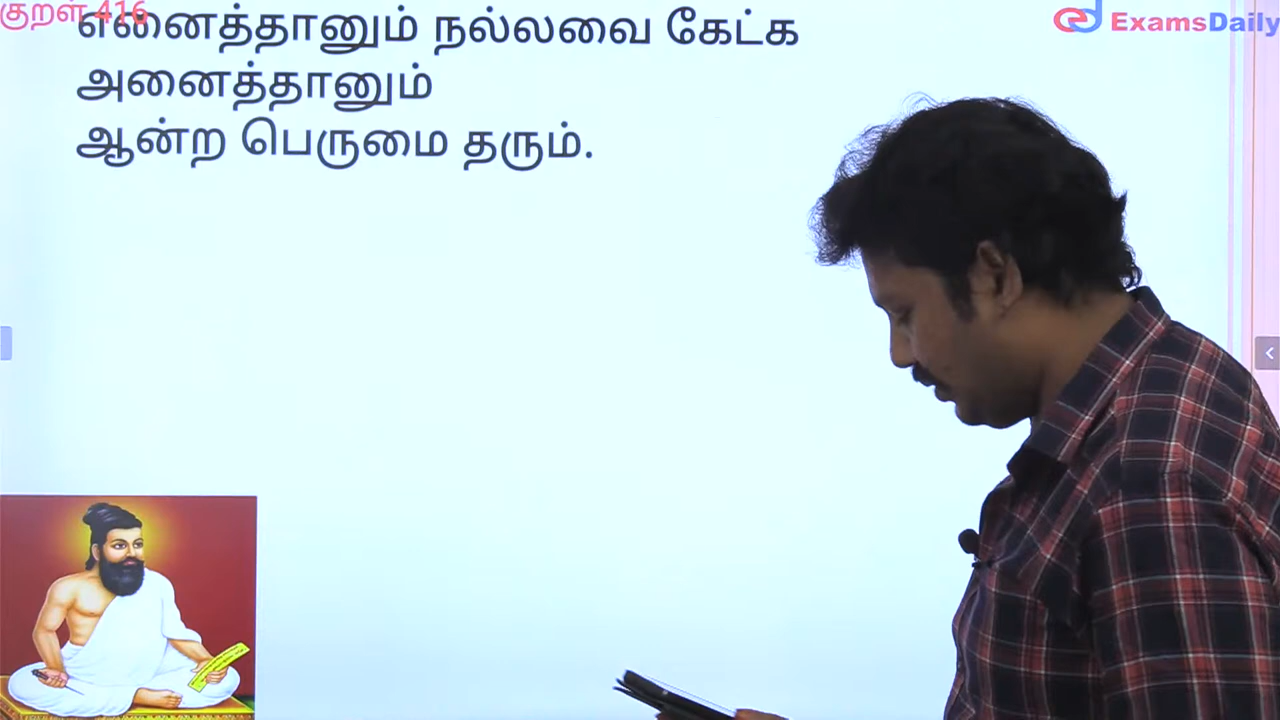 குறள் 416
எனைத்தானும் நல்லவை கேட்க
அனைத்தானும்
ஆன்ற பெருமை தரும்.
ExamsDaily